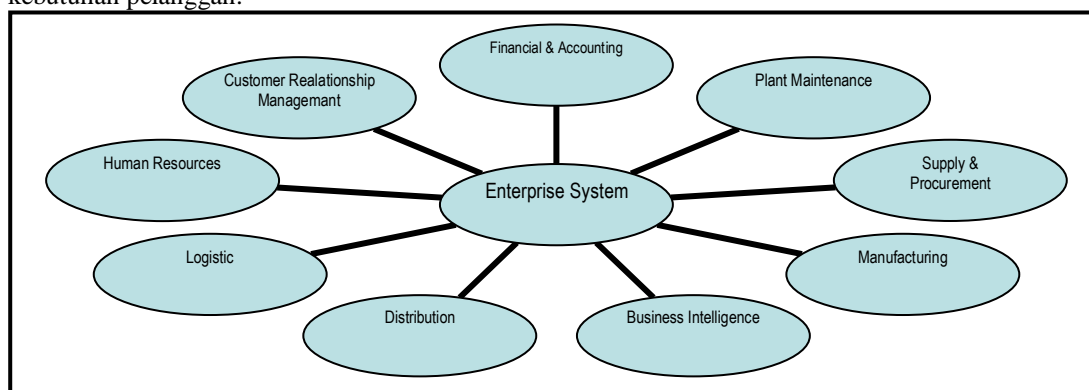 kebutuhan pelanggan.
Financial & Accounting
Customer Realationship
Managemant
Plant Maintenance
Human Resources
Supply &
Procurement
Enterprise System
Logistic
Manufacturing
Distribution
Business Intelligence